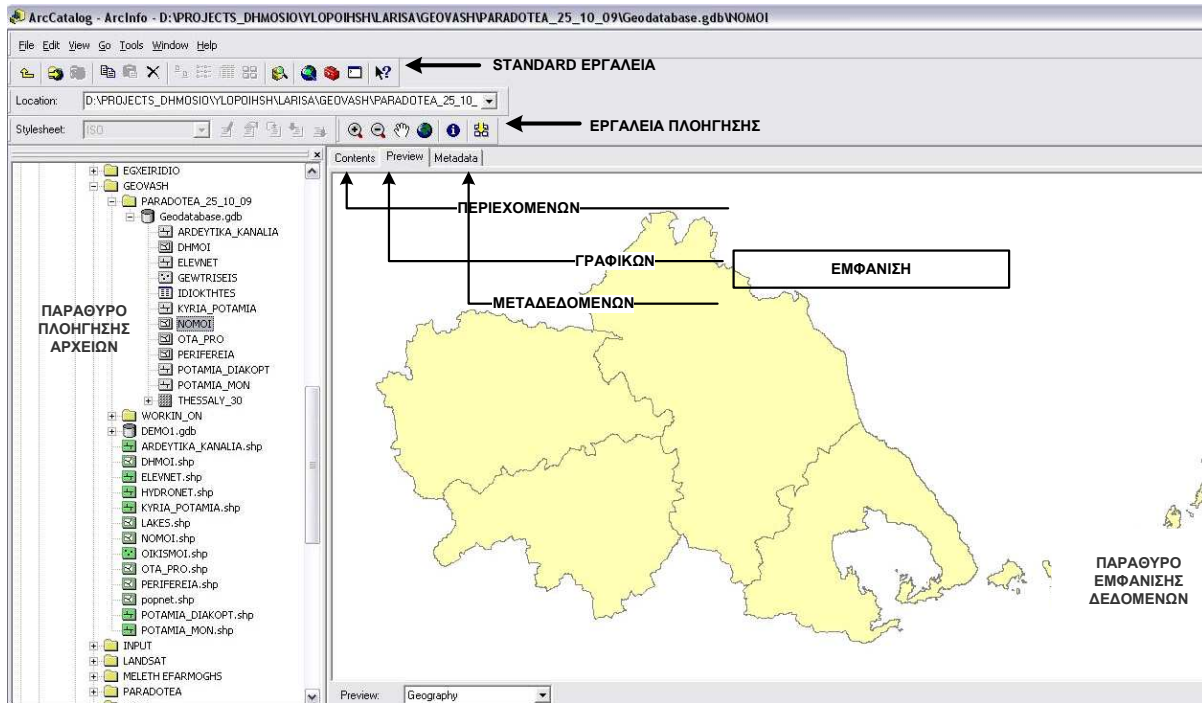 ArcCatalog - ArcInfo - D:\PROJECTS_DHMOSIO\YLOPOIHSH\LARISA\GEOVASH\PARADOTEA_25_10_09\Geodatabase.gdb\NOMOI
File Edit View Go Tools Window Help
STANDARD ΕΡΓΑΛΕΙΑ
Location: D:\PROJECTS_DHMOSIO\YLOPOIHSH\LARISA\GEOVASH\PARADOTEA_25_10_
Stylesheet: ISO
ΕΡΓΑΛΕΙΑ ΠΛΟΗΓΗΣΗΣ
Contents Preview Metadata
EGXEIRIDIO
GEOVASH
PARADOTEA_25_10_09
Geodatabase.gdb
ARDEYTIKA_KANALIA
DHMOI
ELEVNET
GEWTRISEIS
IDIOKTHTES
KYRIA_POTAMIA
NOMOI
OTA_PRO
PERIFEREIA
POTAMIA_DIAKOPT
POTAMIA_MON
THESSALY_30
WORKIN_ON
DEMO1.gdb
ARDEYTIKA_KANALIA.shp
DHMOI.shp
ELEVNET.shp
HYDRONET.shp
KYRIA_POTAMIA.shp
LAKES.shp
NOMOI.shp
OIKISMOI.shp
OTA_PRO.shp
PERIFEREIA.shp
popnet.shp
POTAMIA_DIAKOPT.shp
POTAMIA_MON.shp
INPUT
LANDSAT
MELETH EFARMOGHS
PARADOTEA
ΠΑΡΑΘΥΡΟ
ΠΛΟΗΓΗΣΗΣ
ΑΡΧΕΙΩΝ
ΠΕΡΙΕΧΟΜΕΝΩΝ
ΓΡΑΦΙΚΩΝ
ΜΕΤΑΔΕΔΟΜΕΝΩΝ
ΕΜΦΑΝΙΣΗ
ΠΑΡΑΘΥΡΟ
ΕΜΦΑΝΙΣΗΣ
ΔΕΔΟΜΕΝΩΝ
Preview: Geography